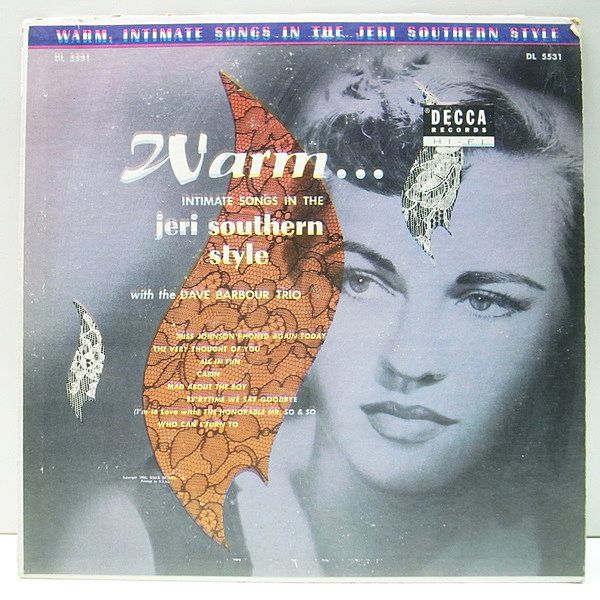 WARM, INTIMATE SONGS IN THE JERI SOUTHERN STYLE
DL 5531
DL 5531
®DECCA
RECORDS
HI-FI
Warm...
INTIMATE SONGS IN THE
jeri southern
style
with the DAVE BARBOUR TRIO
MISS JOHNSON PHONED AGAIN TODAY
THE VERY THOUGHT OF YOU
ALL IN FUN
CABIN
MAD ABOUT THE BOY
EV'RYTIME WE SAY GOODBYE
(I'm in Love with) THE HONORABLE MR. SO & SO
WHO CAN I TURN TO
Printed in U.S.A.